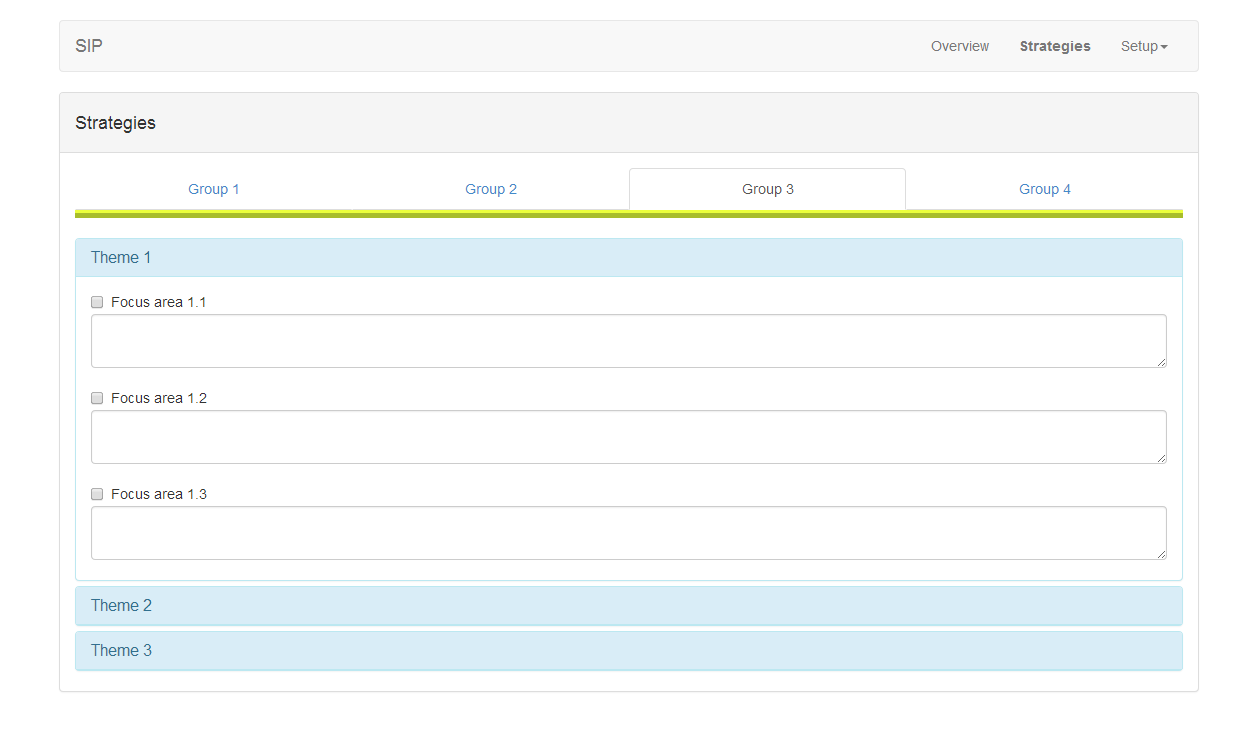 SIP Overview Strategies Setup
Strategies
Group 1 Group 2 Group 3 Group 4
Theme 1
Focus area 1.1
Focus area 1.2
Focus area 1.3
Theme 2
Theme 3